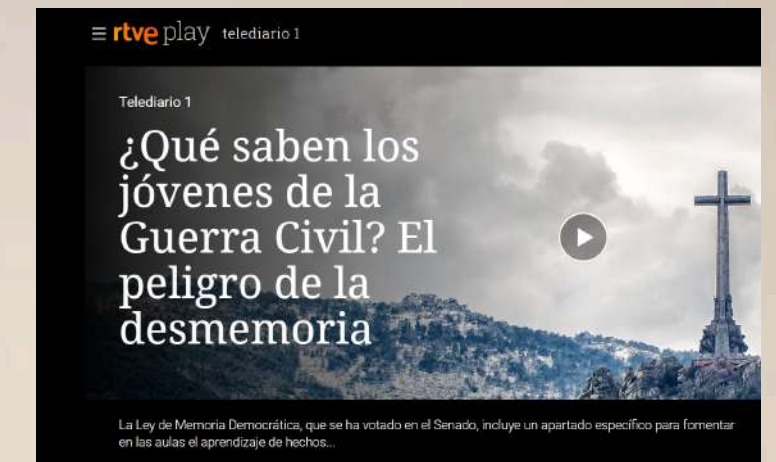 rtve play telediario 1
Telediario 1
¿Qué saben los
jóvenes de la
Guerra Civil? El
peligro de la
desmemoria
La Ley de Memoria Democrática, que se ha votado en el Senado, incluye un apartado específico para fomentar
en las aulas el aprendizaje de hechos...